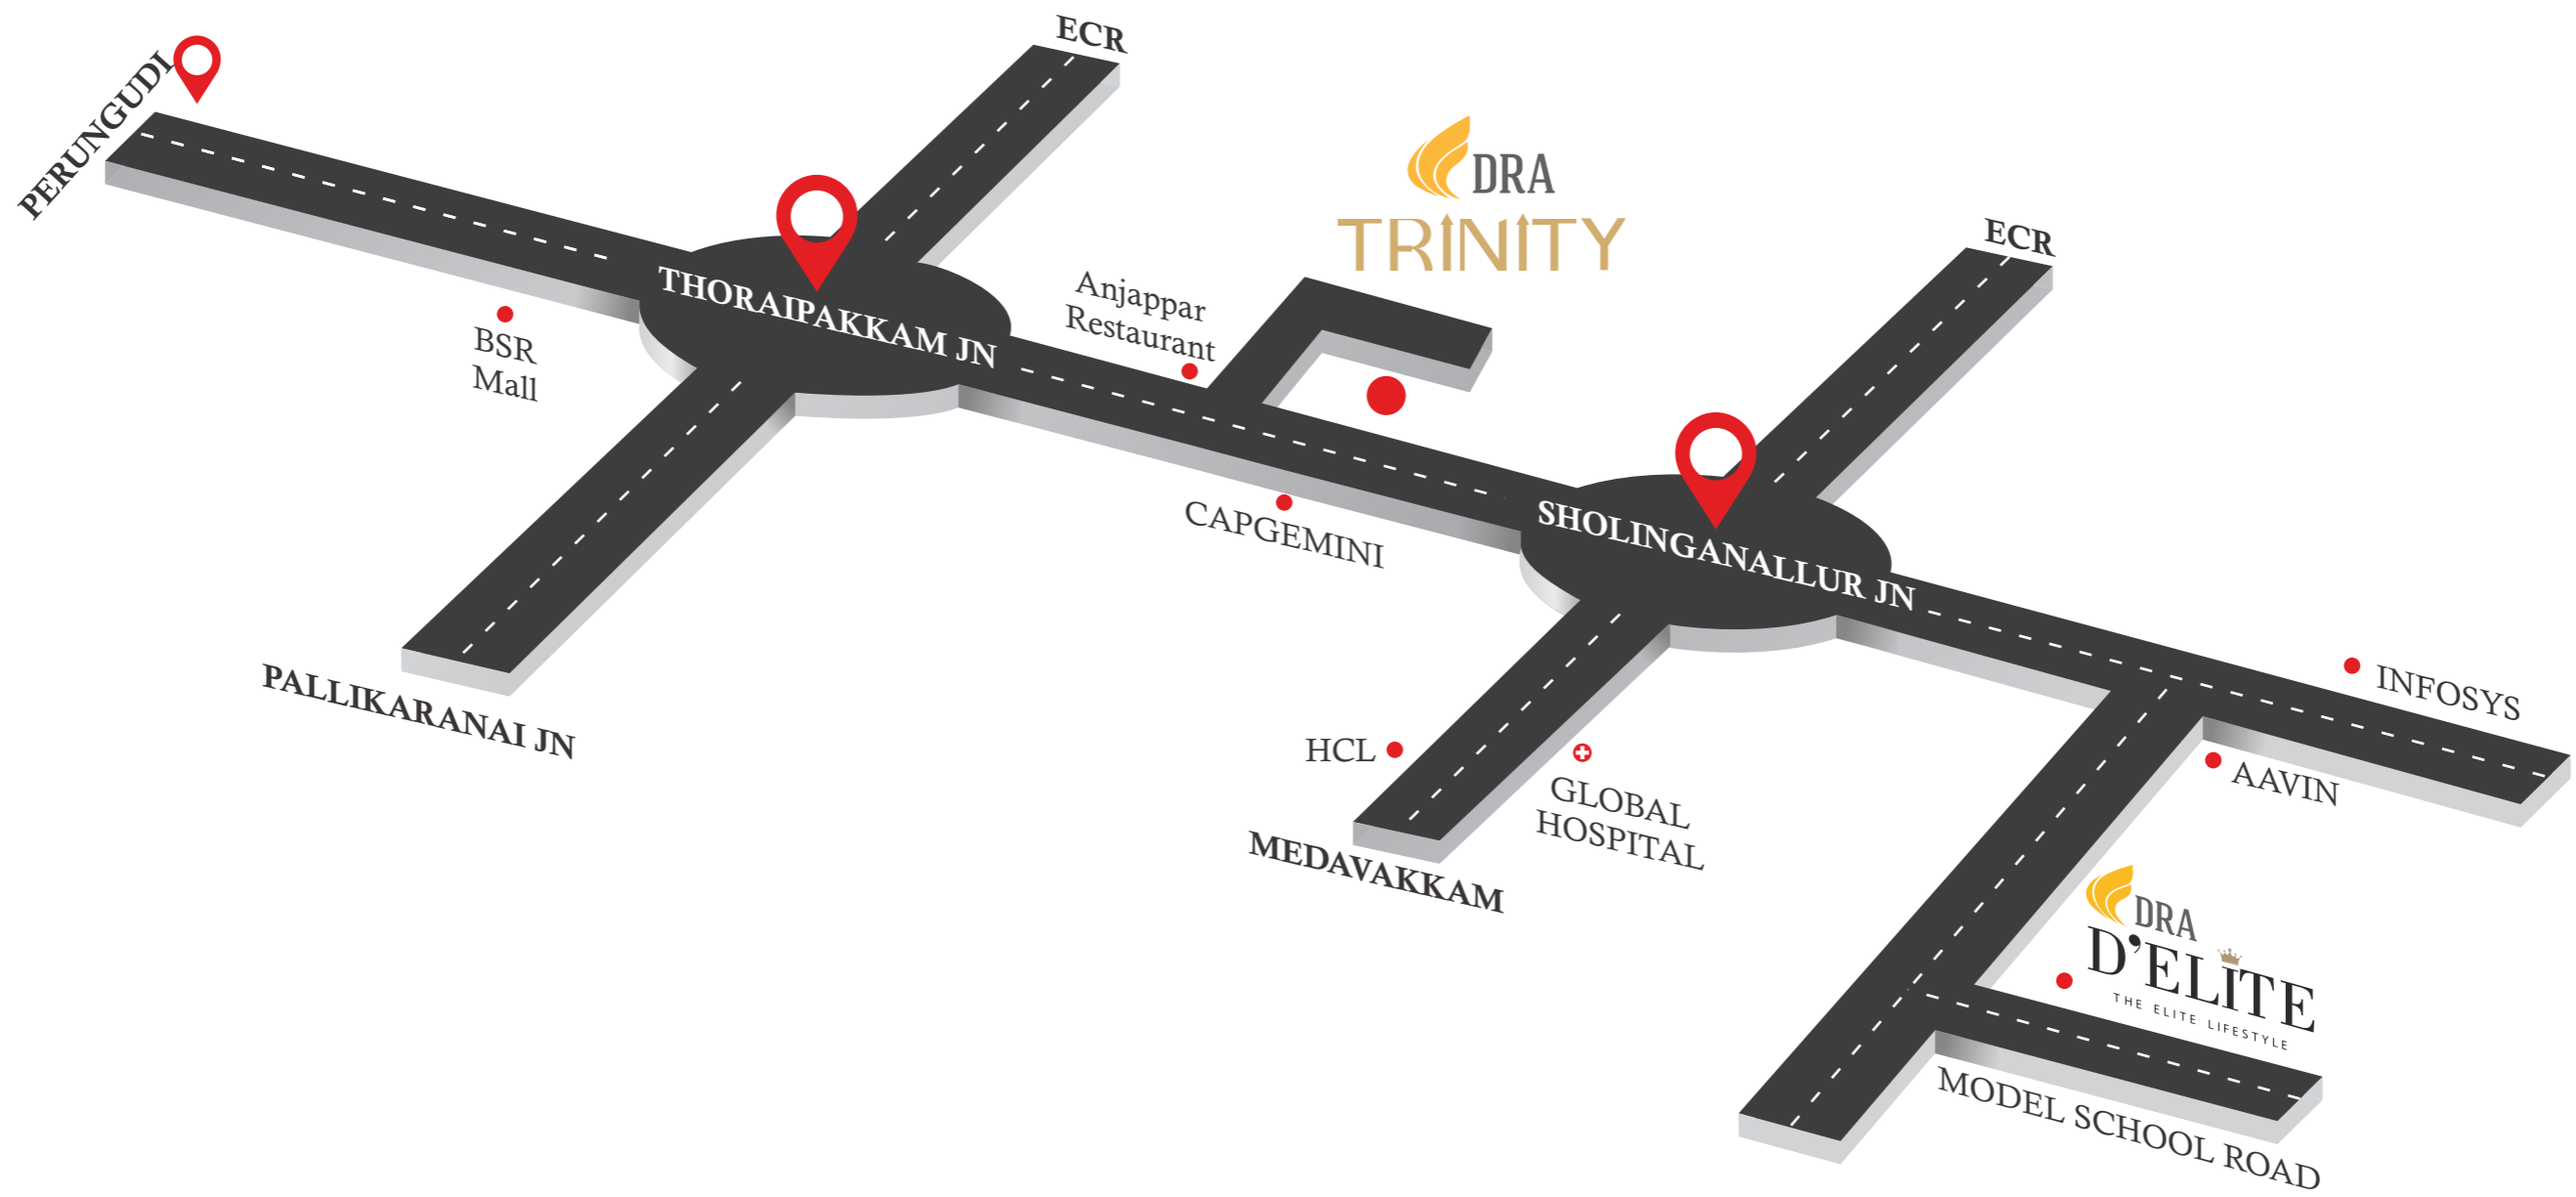 ECR
PERUNGUDI
DRA
TRINITY
ECR
THORAIPAKKAM JN
Anjappar
Restaurant
BSR
Mall
SHOLINGANALLUR JN
CAPGEMINI
PALLIKARANAI JN
INFOSYS
HCL
AAVIN
GLOBAL
HOSPITAL
MEDAVAKKAM
DRA
D'ELITE
THE ELITE LIFESTYLE
MODEL SCHOOL ROAD